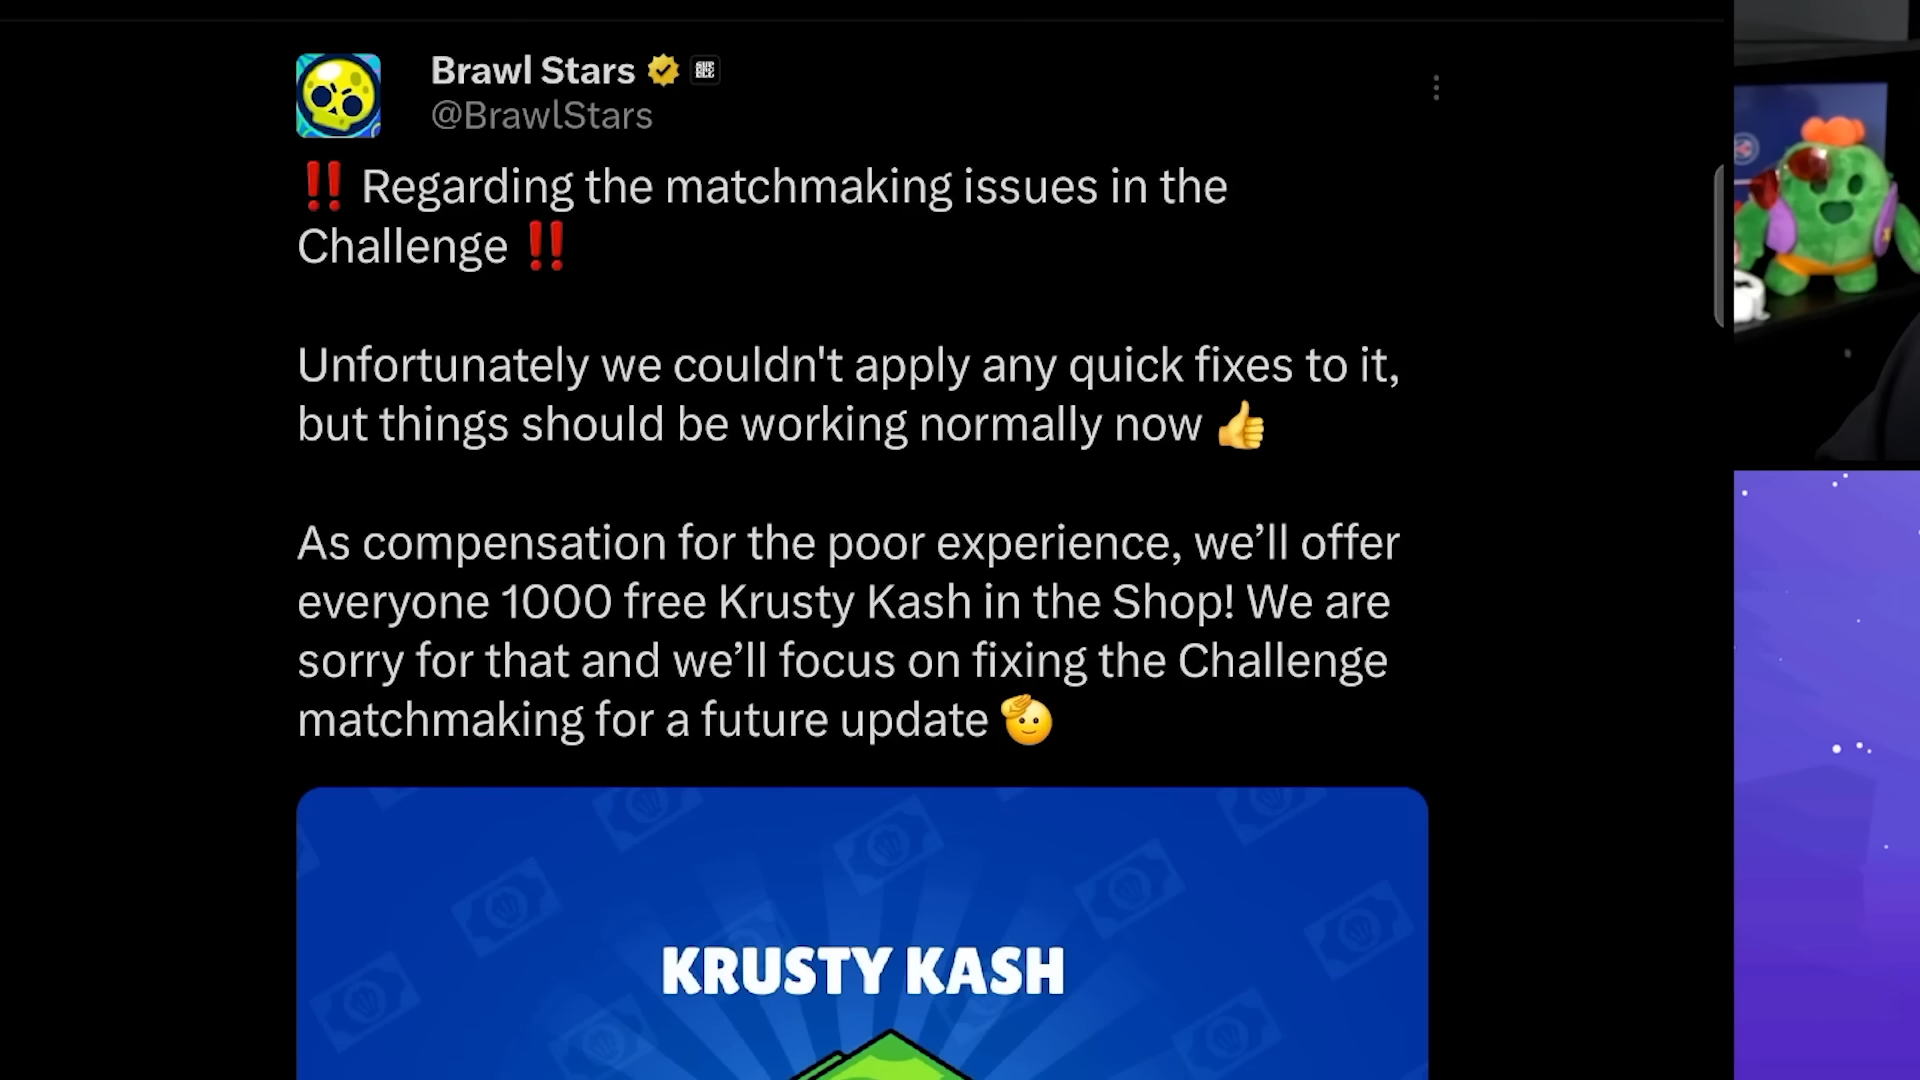 Brawl Stars
@BrawlStars
‼️ Regarding the matchmaking issues in the
Challenge ‼️
Unfortunately we couldn't apply any quick fixes to it,
but things should be working normally now 👍
As compensation for the poor experience, we’ll offer
everyone 1000 free Krusty Kash in the Shop! We are
sorry for that and we’ll focus on fixing the Challenge
matchmaking for a future update 🫡
KRUSTY KASH